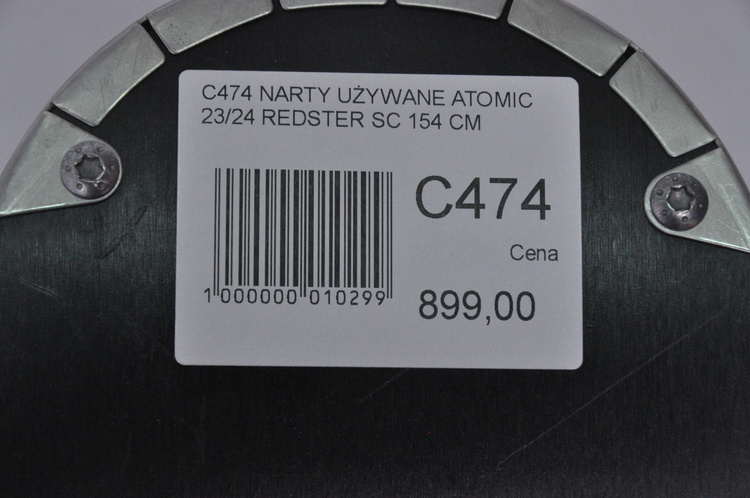 C474 NARTY UŻYWANE ATOMIC
23/24 REDSTER SC 154 CM
C474
Cena
1 000000 010299
899,00